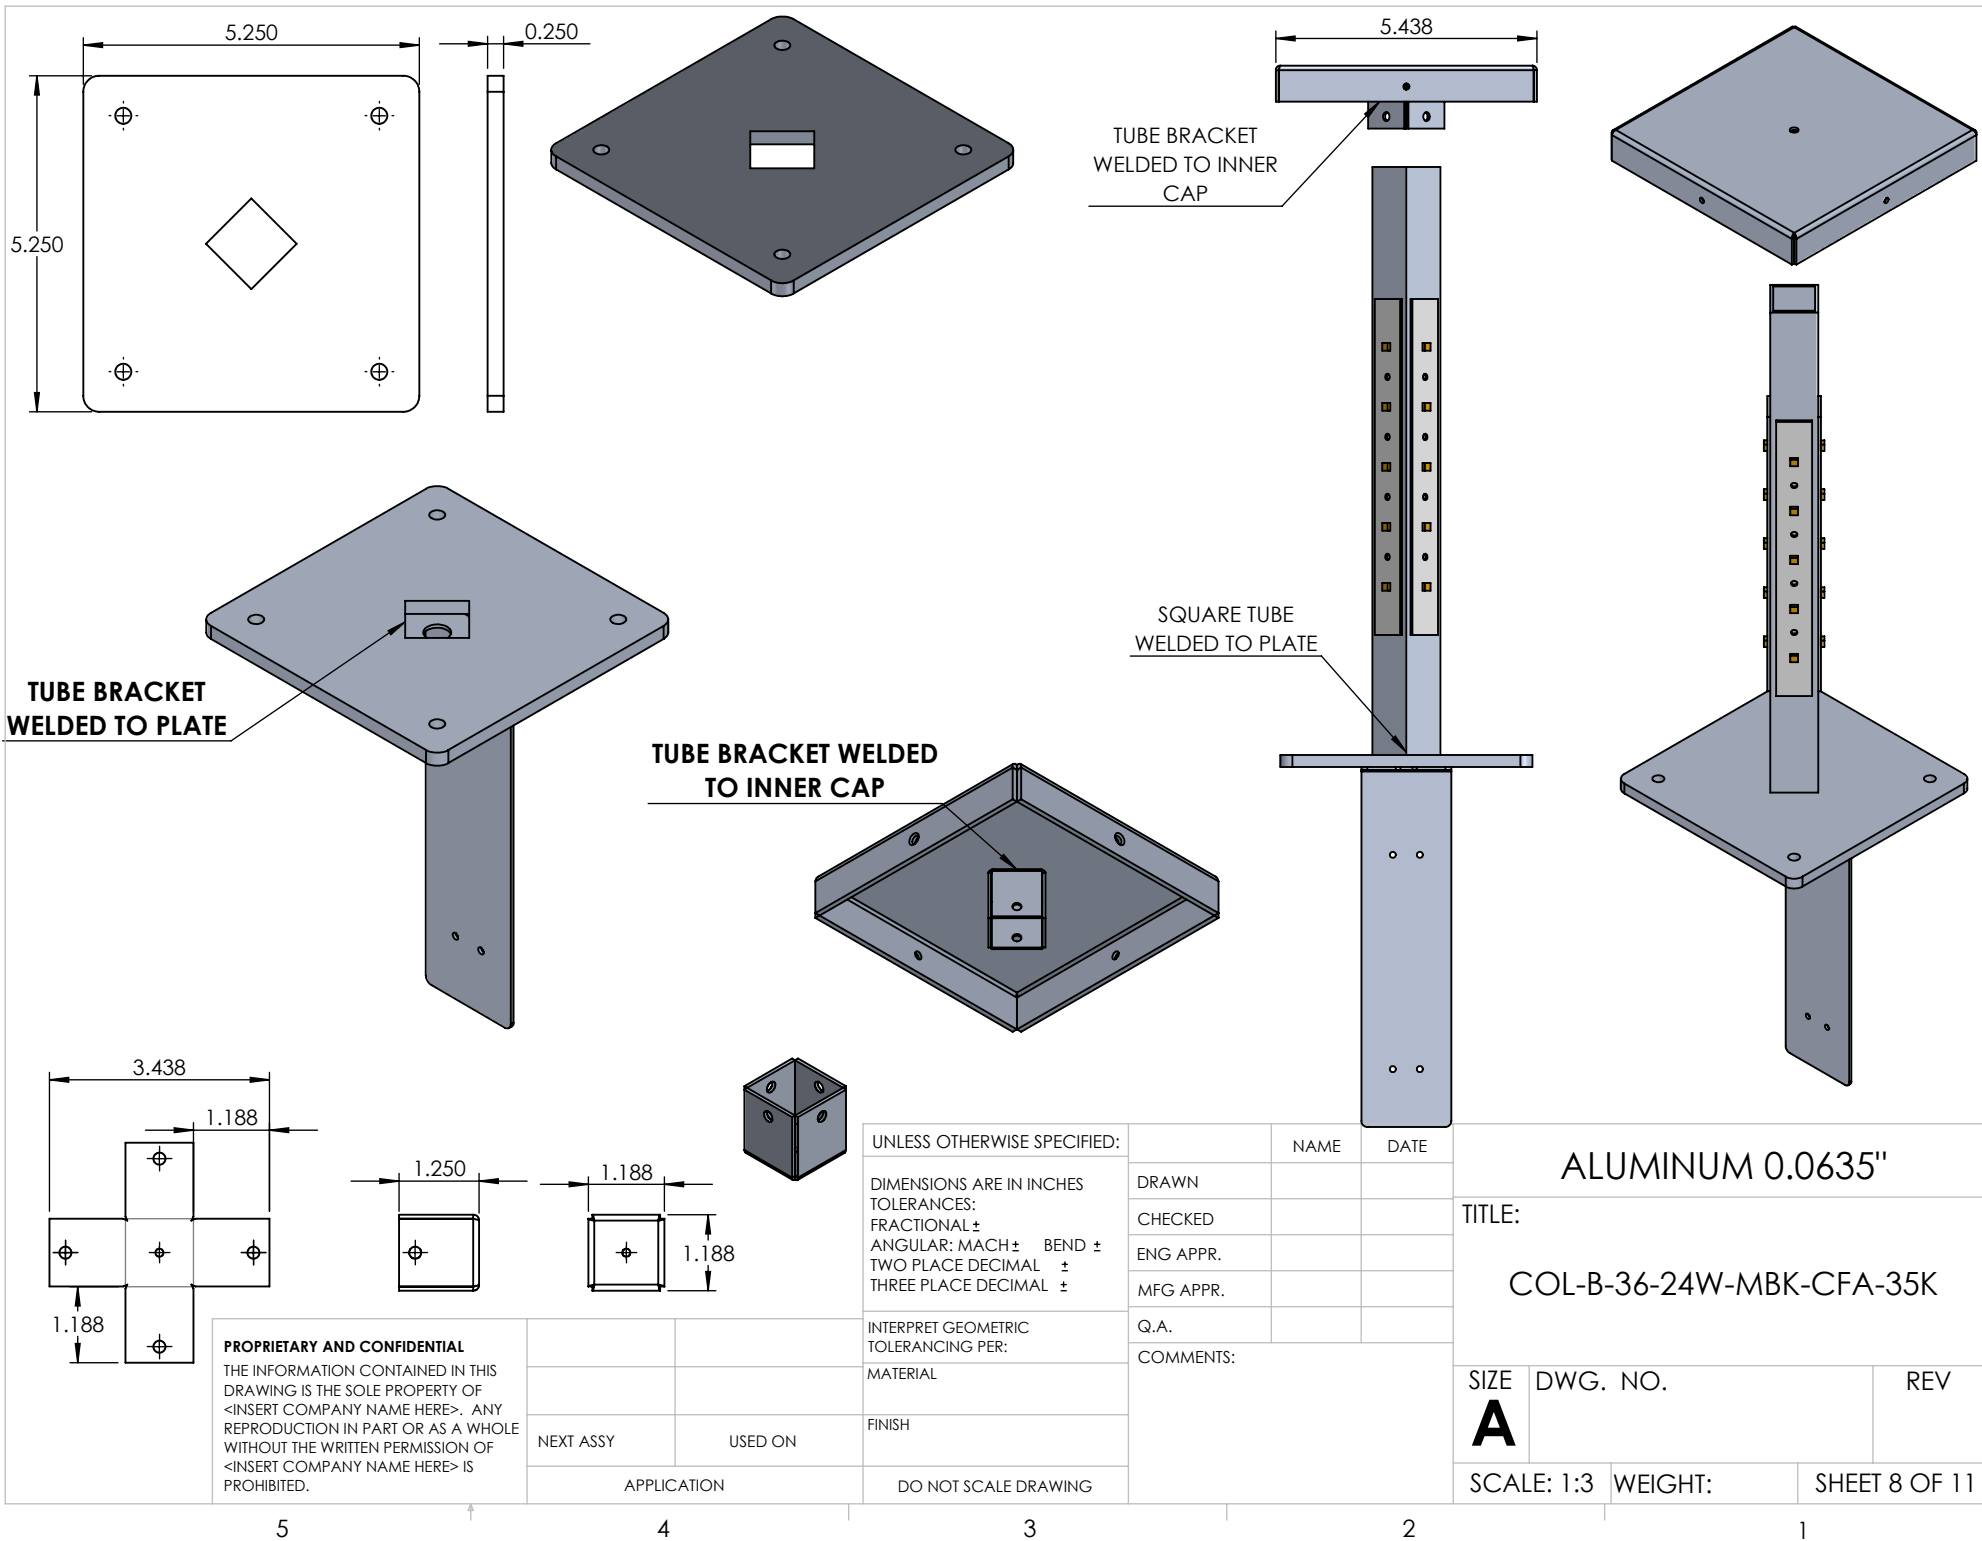 5.250
0.250
5.250
5.438
TUBE BRACKET
WELDED TO INNER
CAP
SQUARE TUBE
WELDED TO PLATE
TUBE BRACKET
WELDED TO PLATE
TUBE BRACKET WELDED
TO INNER CAP
3.438
1.188
1.188
1.250
1.188
1.188
PROPRIETARY AND CONFIDENTIAL
THE INFORMATION CONTAINED IN THIS
DRAWING IS THE SOLE PROPERTY OF
<INSERT COMPANY NAME HERE>. ANY
REPRODUCTION IN PART OR AS A WHOLE
WITHOUT THE WRITTEN PERMISSION OF
<INSERT COMPANY NAME HERE> IS
PROHIBITED.
NEXT ASSY
USED ON
APPLICATION
UNLESS OTHERWISE SPECIFIED:
DIMENSIONS ARE IN INCHES
TOLERANCES:
FRACTIONAL ±
ANGULAR: MACH ± BEND ±
TWO PLACE DECIMAL ±
THREE PLACE DECIMAL ±
INTERPRET GEOMETRIC
TOLERANCING PER:
MATERIAL
FINISH
DO NOT SCALE DRAWING
NAME
DATE
DRAWN
CHECKED
ENG APPR.
MFG APPR.
Q.A.
COMMENTS:
ALUMINUM 0.0635"
TITLE:
COL-B-36-24W-MBK-CFA-35K
SIZE
A
DWG. NO.
REV
SCALE: 1:3
WEIGHT:
SHEET 8 OF 11
5
4
3
2
1